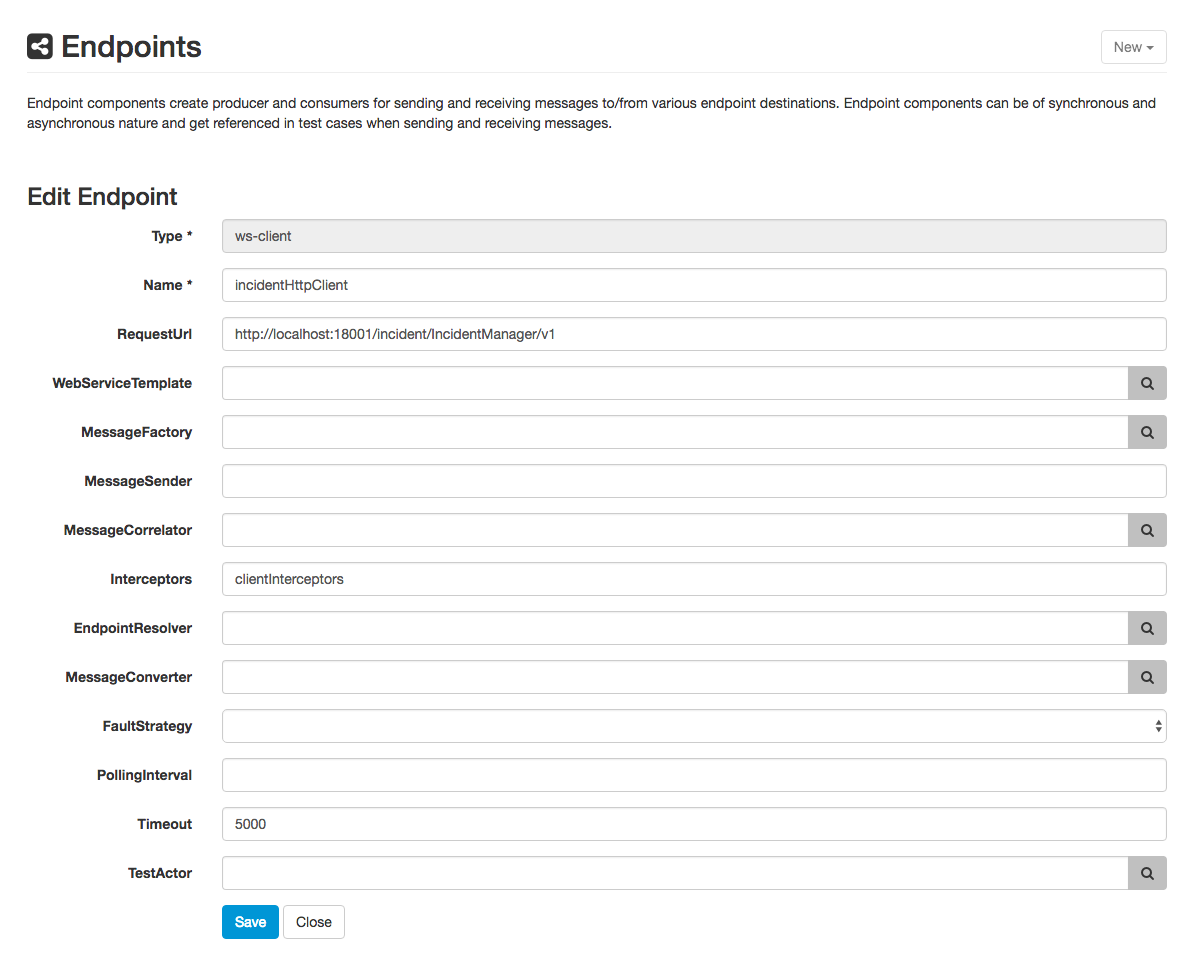 Endpoints
New
Endpoint components create producer and consumers for sending and receiving messages to/from various endpoint destinations. Endpoint components can be of synchronous and
asynchronous nature and get referenced in test cases when sending and receiving messages.
Edit Endpoint
Type * ws-client
Name * incidentHttpClient
RequestUrl http://localhost:18001/incident/IncidentManager/v1
WebServiceTemplate
MessageFactory
MessageSender
MessageCorrelator
Interceptors clientInterceptors
EndpointResolver
MessageConverter
FaultStrategy
PollingInterval
Timeout 5000
TestActor
Save Close